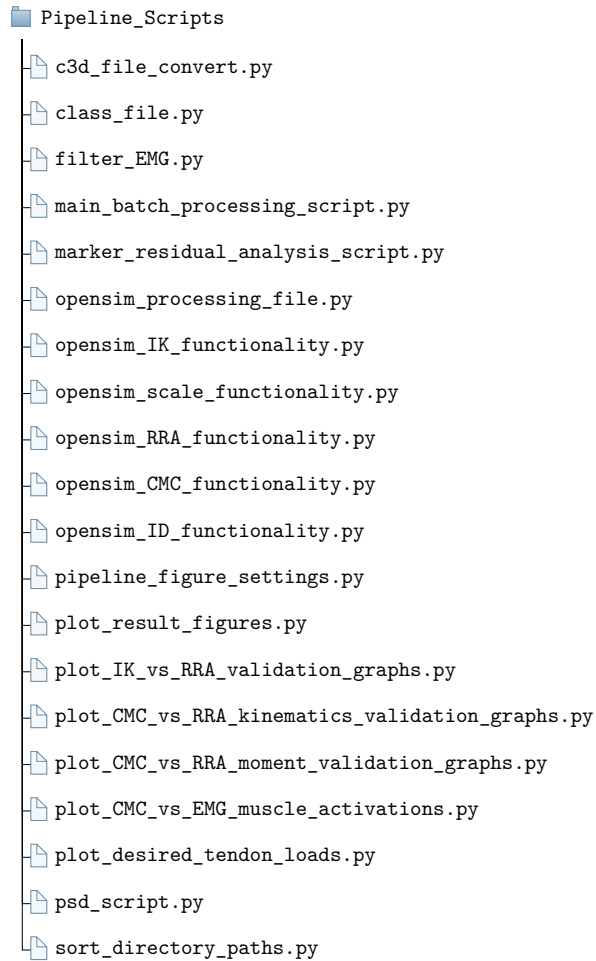 Pipeline_Scripts
c3d_file_convert.py
class_file.py
filter_EMG.py
main_batch_processing_script.py
marker_residual_analysis_script.py
opensim_processing_file.py
opensim_IK_functionality.py
opensim_scale_functionality.py
opensim_RRA_functionality.py
opensim_CMC_functionality.py
opensim_ID_functionality.py
pipeline_figure_settings.py
plot_result_figures.py
plot_IK_vs_RRA_validation_graphs.py
plot_CMC_vs_RRA_kinematics_validation_graphs.py
plot_CMC_vs_RRA_moment_validation_graphs.py
plot_CMC_vs_EMG_muscle_activations.py
plot_desired_tendon_loads.py
psd_script.py
sort_directory_paths.py